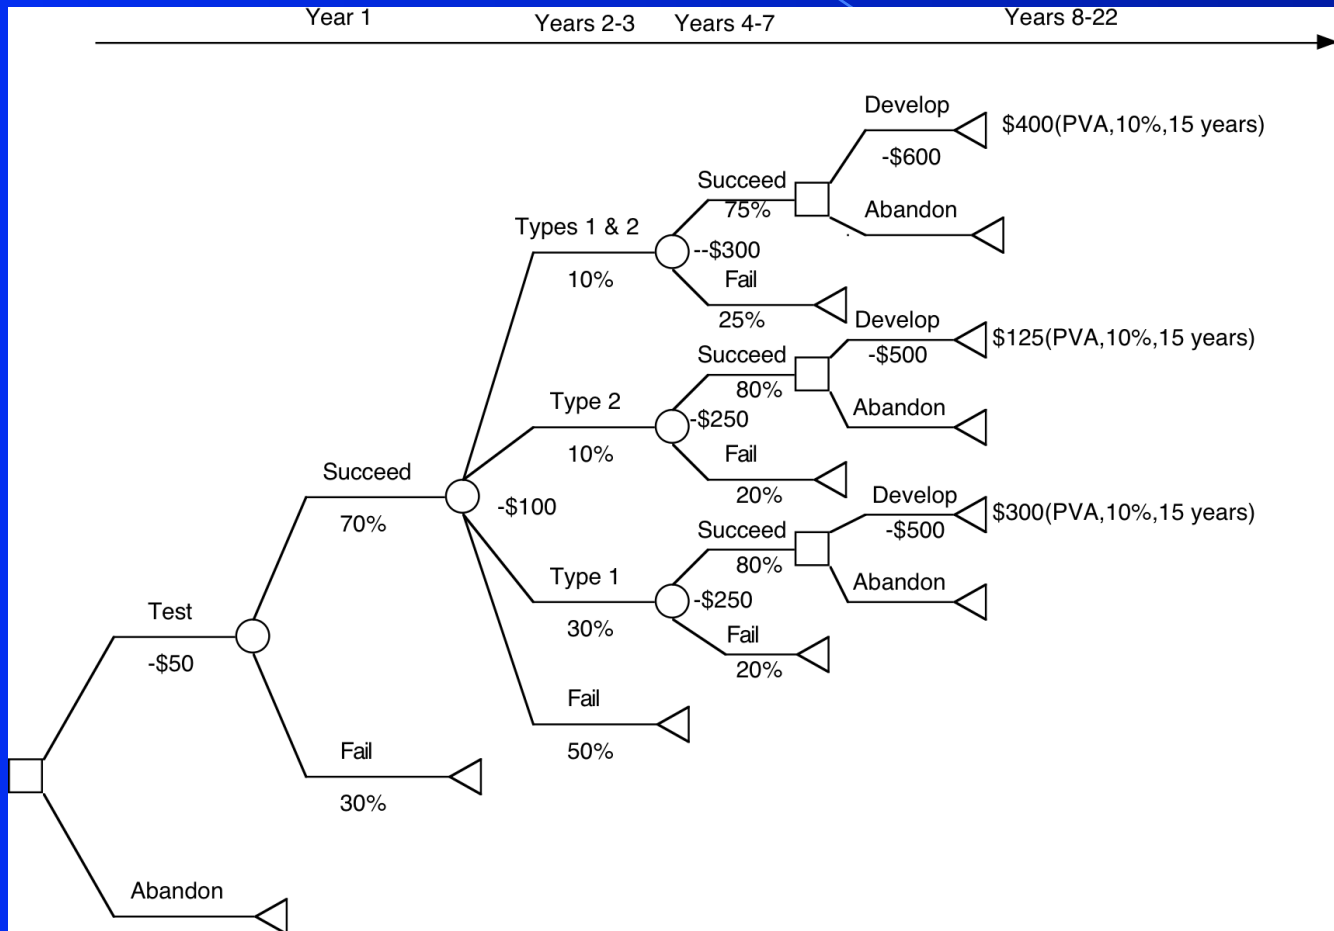 Year 1
Years 2-3
Years 4-7
Years 8-22
Develop
$400(PVA,10%,15 years)
-$600
Succeed
75%
Abandon
Types 1 & 2
--$300
10%
Fail
25%
Develop
$125(PVA,10%,15 years)
-$500
Succeed
80%
Abandon
Type 2
-$250
10%
Fail
20%
Develop
$300(PVA,10%,15 years)
-$500
Succeed
80%
Abandon
Succeed
70%
-$100
Type 1
-$250
30%
Fail
20%
Test
-$50
Fail
50%
Fail
30%
Abandon